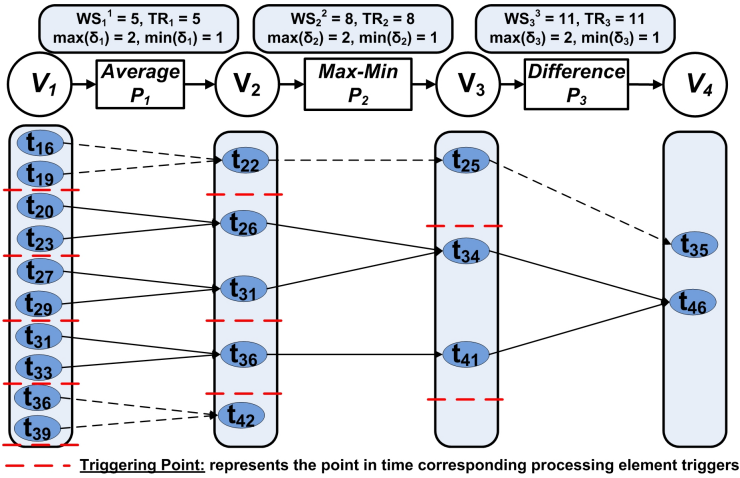 WS₁¹ = 5, TR₁ = 5
max(δ₁) = 2, min(δ₁) = 1
WS₂² = 8, TR₂ = 8
max(δ₂) = 2, min(δ₂) = 1
WS₃³ = 11, TR₃ = 11
max(δ₃) = 2, min(δ₃) = 1
V₁
Average
P₁
V₂
Max-Min
P₂
V₃
Difference
P₃
V₄
t₁₆
t₁₉
t₂₀
t₂₃
t₂₇
t₂₉
t₃₁
t₃₃
t₃₆
t₃₉
t₂₂
t₂₆
t₃₁
t₃₆
t₄₂
t₂₅
t₃₄
t₄₁
t₃₅
t₄₆
Triggering Point: represents the point in time corresponding processing element triggers